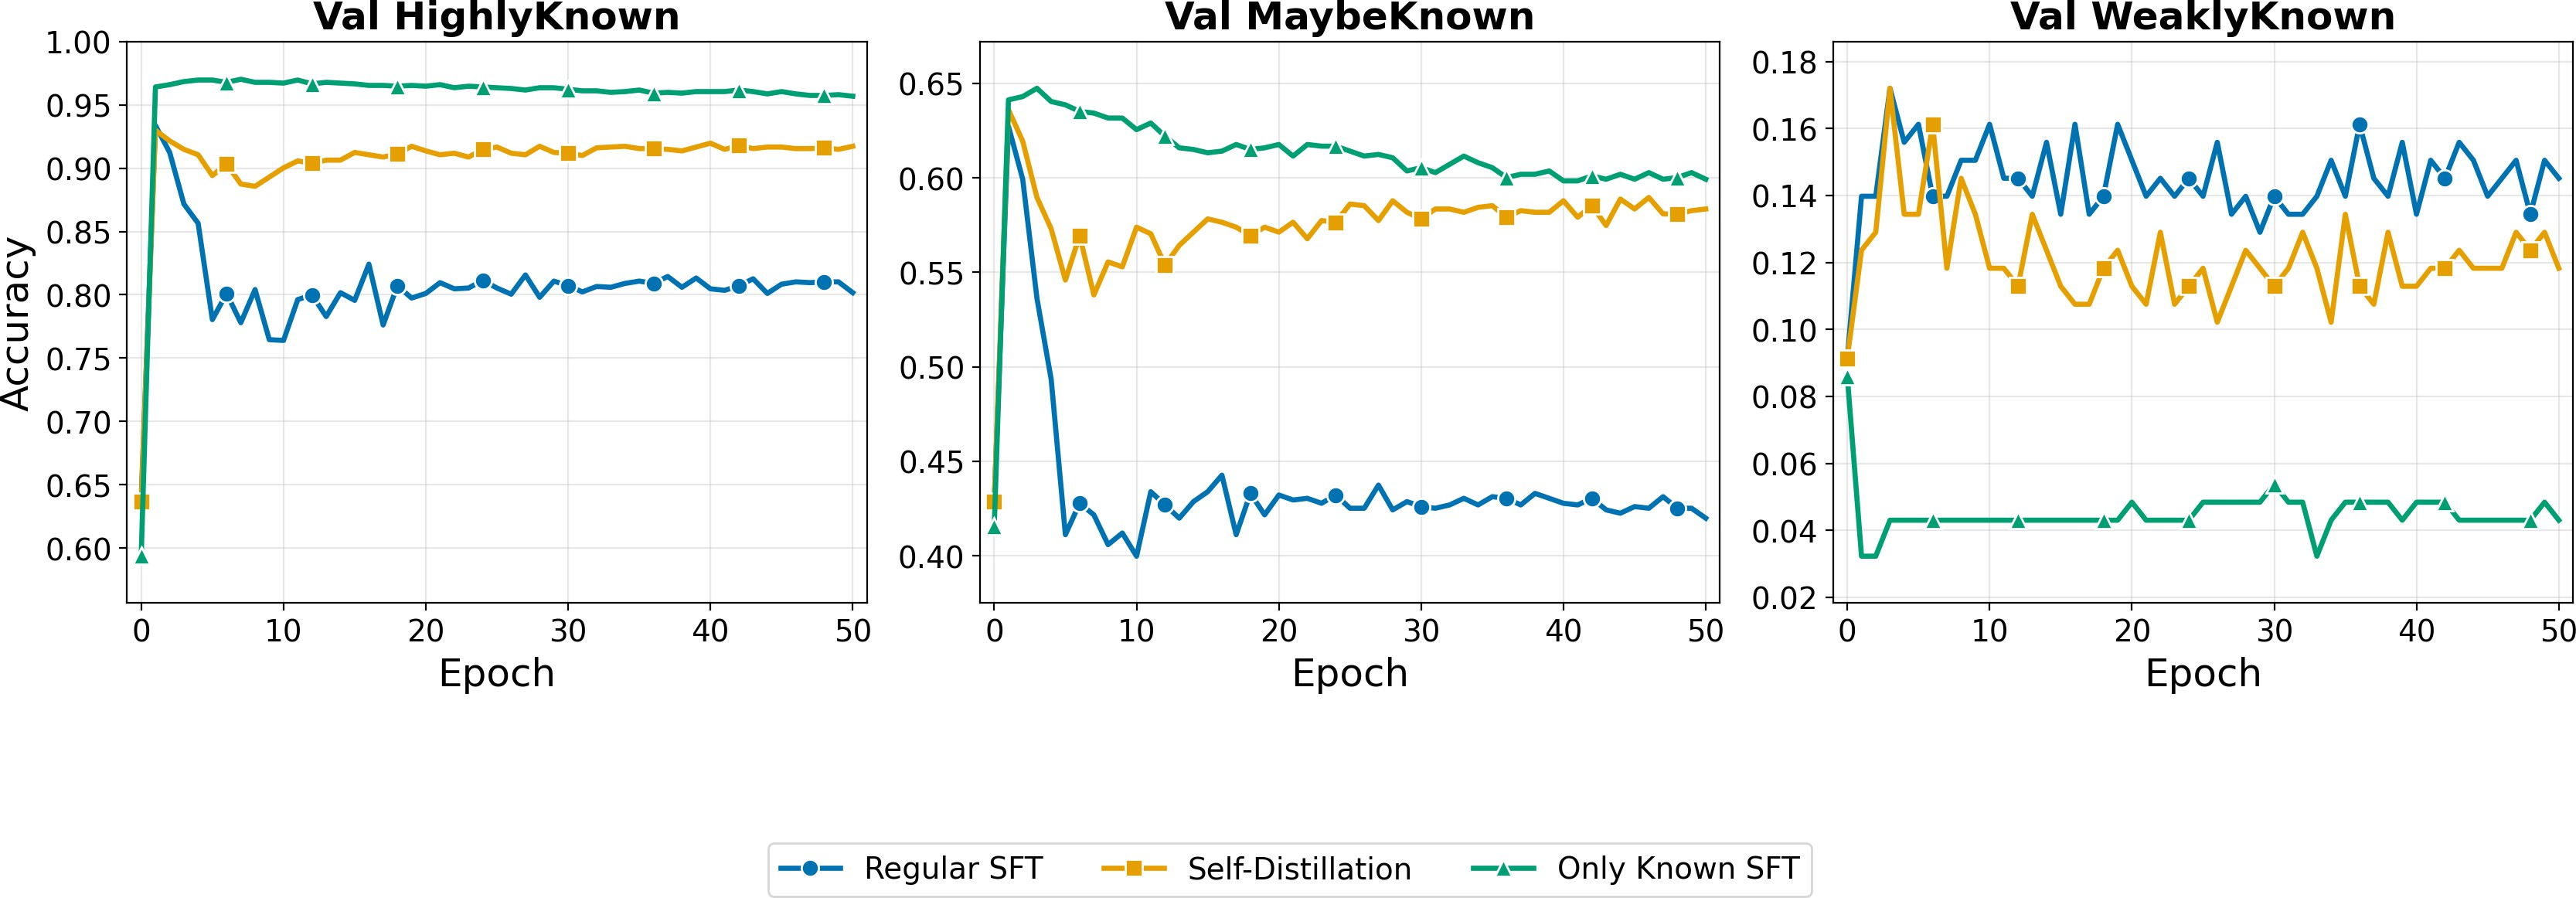 Val HighlyKnown
Val MaybeKnown
Val WeaklyKnown
Accuracy
1.00
0.95
0.90
0.85
0.80
0.75
0.70
0.65
0.60
0 10 20 30 40 50
Epoch
0.65
0.60
0.55
0.50
0.45
0.40
0 10 20 30 40 50
Epoch
0.18
0.16
0.14
0.12
0.10
0.08
0.06
0.04
0.02
0 10 20 30 40 50
Epoch
Regular SFT Self-Distillation Only Known SFT